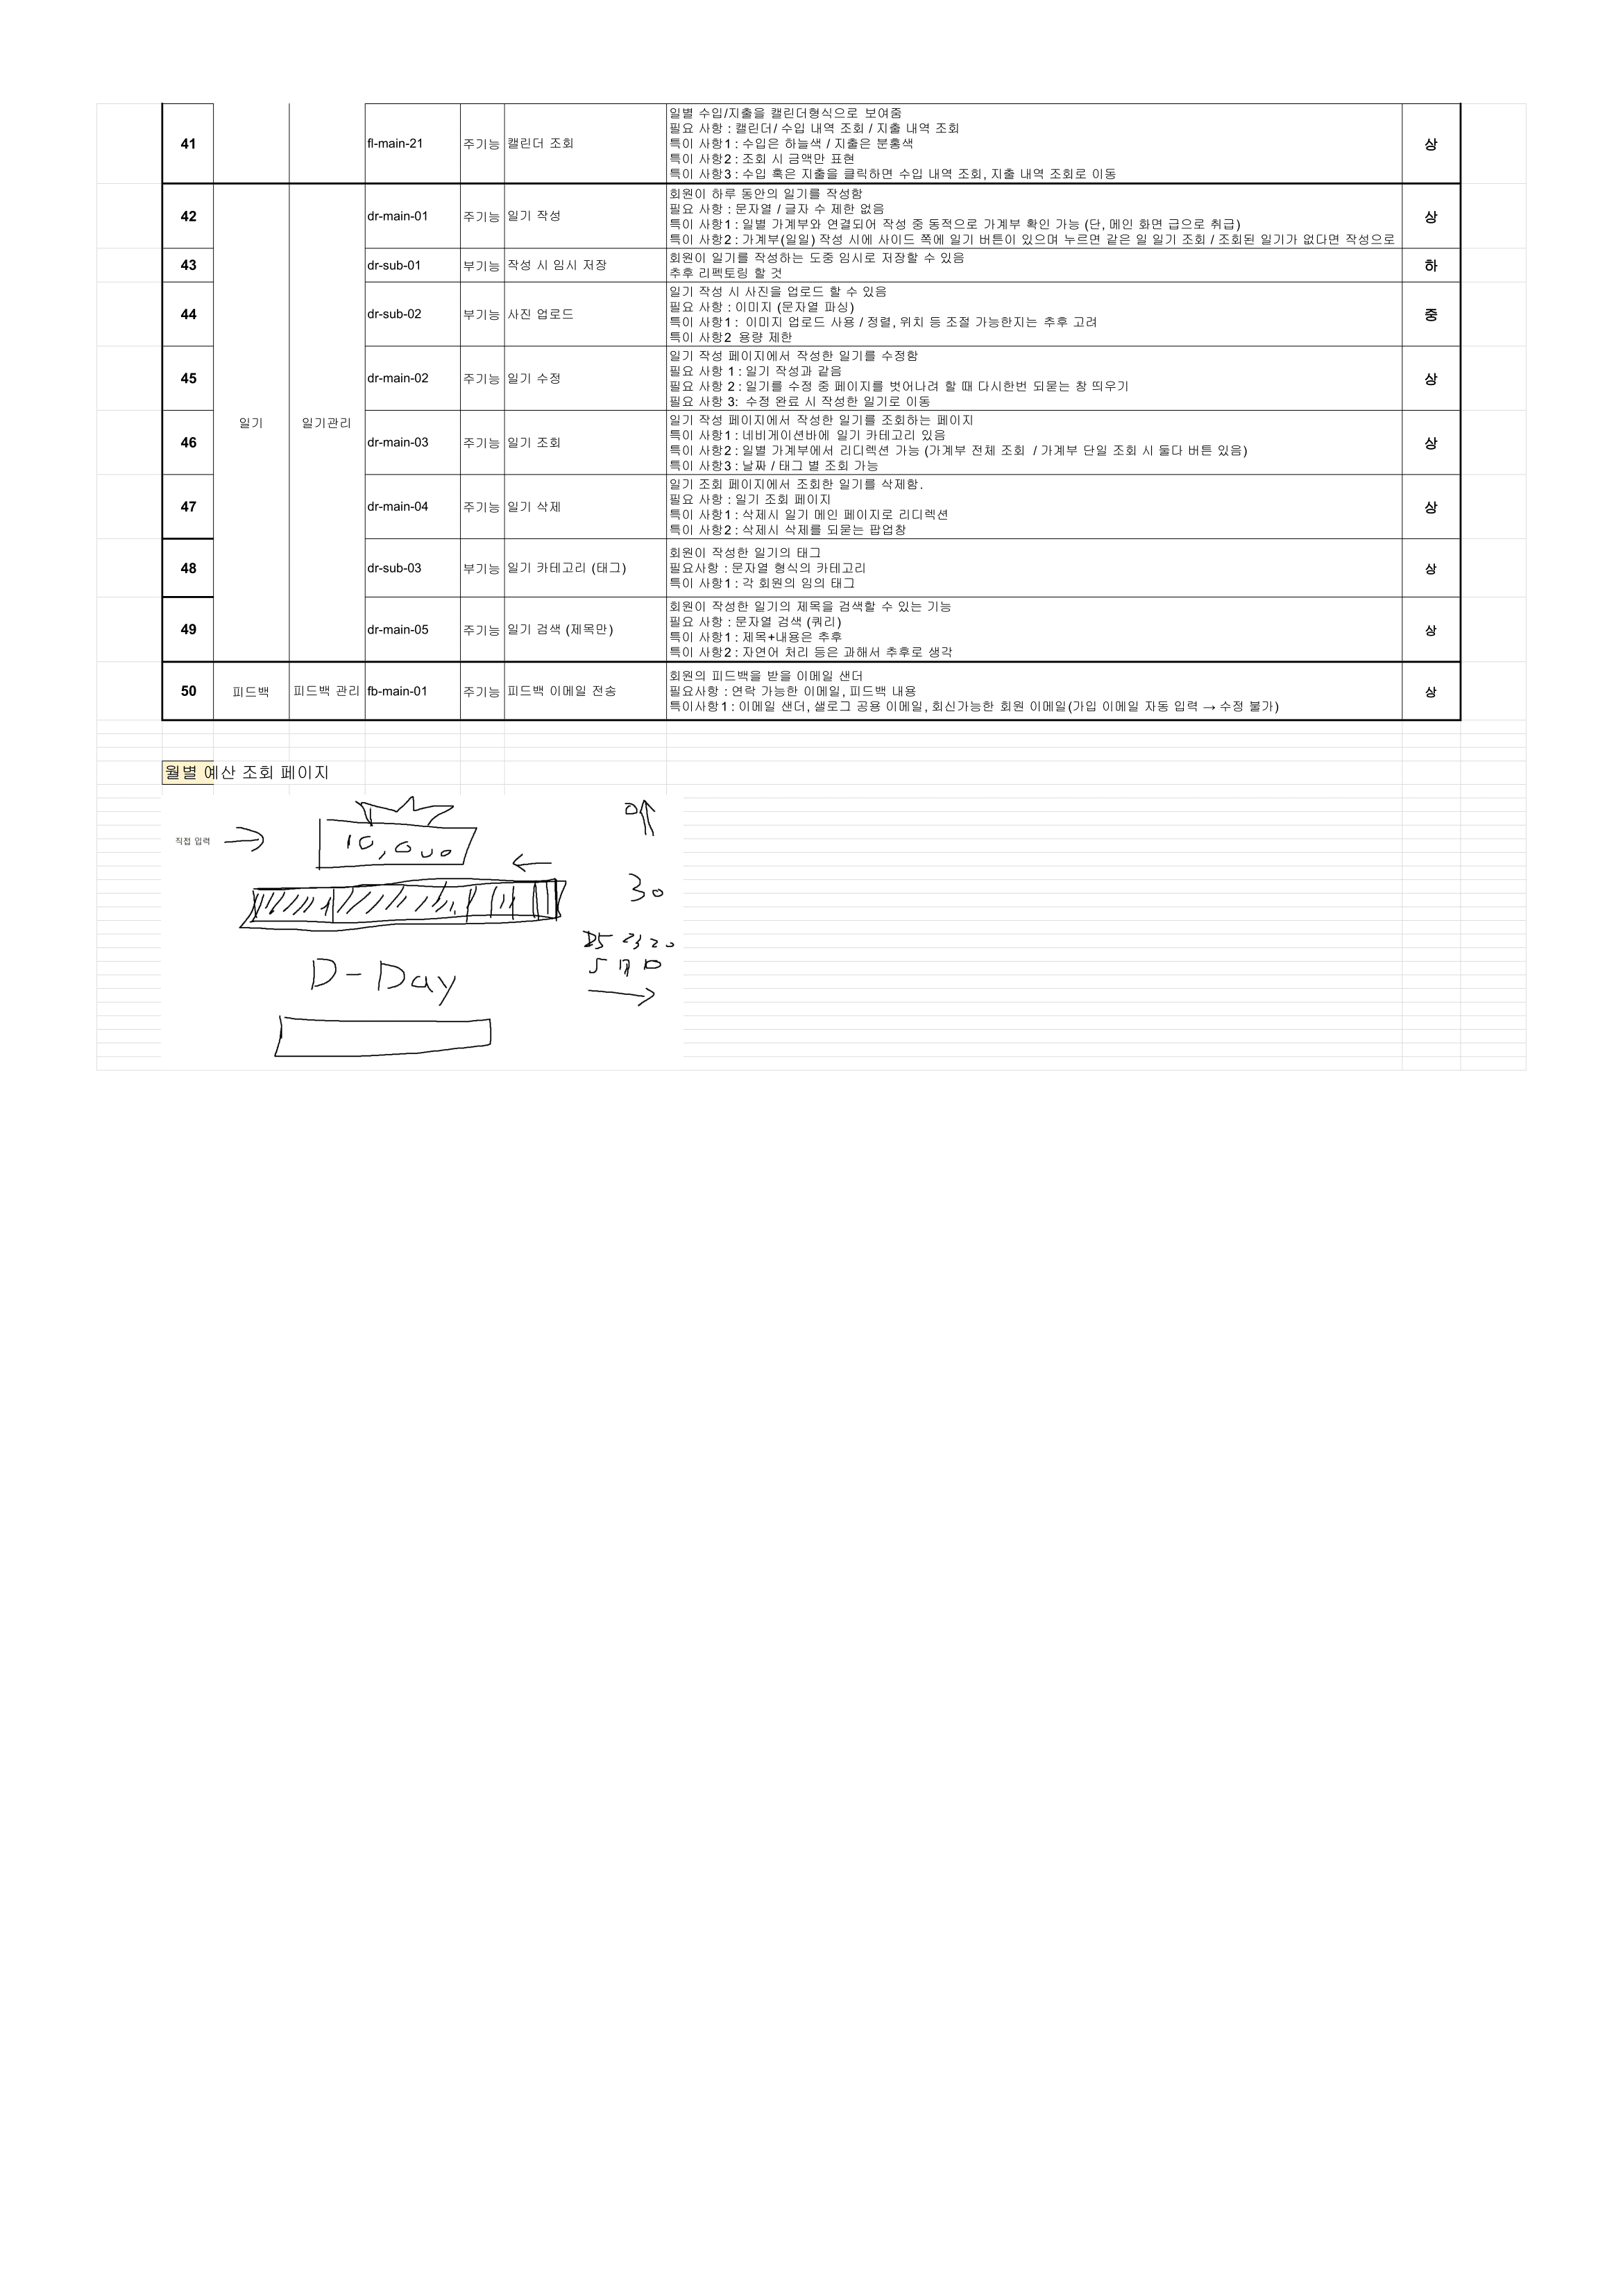 41 fl-main-21 주기능 캘린더 조회
일별 수입/지출을 캘린더형식으로 보여줌
필요 사항 : 캘린더/ 수입 내역 조회 / 지출 내역 조회
특이 사항1 : 수입은 하늘색 / 지출은 분홍색
특이 사항2 : 조회 시 금액만 표현
특이 사항3 : 수입 혹은 지출을 클릭하면 수입 내역 조회, 지출 내역 조회로 이동
상
일기 일기관리
42 dr-main-01 주기능 일기 작성
회원이 하루 동안의 일기를 작성함
필요 사항 : 문자열 / 글자 수 제한 없음
특이 사항1 : 일별 가계부와 연결되어 작성 중 동적으로 가계부 확인 가능 (단, 메인 화면 급으로 취급)
특이 사항2 : 가계부(일일) 작성 시에 사이드 쪽에 일기 버튼이 있으며 누르면 같은 일 일기 조회 / 조회된 일기가 없다면 작성으로
상
43 dr-sub-01 부기능 작성 시 임시 저장
회원이 일기를 작성하는 도중 임시로 저장할 수 있음
추후 리펙토링 할 것
하
44 dr-sub-02 부기능 사진 업로드
일기 작성 시 사진을 업로드 할 수 있음
필요 사항 : 이미지 (문자열 파싱)
특이 사항1 : 이미지 업로드 사용 / 정렬, 위치 등 조절 가능한지는 추후 고려
특이 사항2 용량 제한
중
45 dr-main-02 주기능 일기 수정
일기 작성 페이지에서 작성한 일기를 수정함
필요 사항 1 : 일기 작성과 같음
필요 사항 2 : 일기를 수정 중 페이지를 벗어나려 할 때 다시한번 되묻는 창 띄우기
필요 사항 3: 수정 완료 시 작성한 일기로 이동
상
46 dr-main-03 주기능 일기 조회
일기 작성 페이지에서 작성한 일기를 조회하는 페이지
특이 사항1 : 네비게이션바에 일기 카테고리 있음
특이 사항2 : 일별 가계부에서 리디렉션 가능 (가계부 전체 조회 / 가계부 단일 조회 시 둘다 버튼 있음)
특이 사항3 : 날짜 / 태그 별 조회 가능
상
47 dr-main-04 주기능 일기 삭제
일기 조회 페이지에서 조회한 일기를 삭제함.
필요 사항 : 일기 조회 페이지
특이 사항1 : 삭제시 일기 메인 페이지로 리디렉션
특이 사항2 : 삭제시 삭제를 되묻는 팝업창
상
48 dr-sub-03 부기능 일기 카테고리 (태그)
회원이 작성한 일기의 태그
필요사항 : 문자열 형식의 카테고리
특이 사항1 : 각 회원의 임의 태그
상
49 dr-main-05 주기능 일기 검색 (제목만)
회원이 작성한 일기의 제목을 검색할 수 있는 기능
필요 사항 : 문자열 검색 (쿼리)
특이 사항1 : 제목+내용은 추후
특이 사항2 : 자연어 처리 등은 과해서 추후로 생각
상
50 피드백 피드백 관리 fb-main-01 주기능 피드백 이메일 전송
회원의 피드백을 받을 이메일 샌더
필요사항 : 연락 가능한 이메일, 피드백 내용
특이사항1 : 이메일 샌더, 샐로그 공용 이메일, 회신가능한 회원 이메일(가입 이메일 자동 입력 → 수정 불가)
상
월별 예산 조회 페이지
직접 입력 → 10,000
30
D-Day